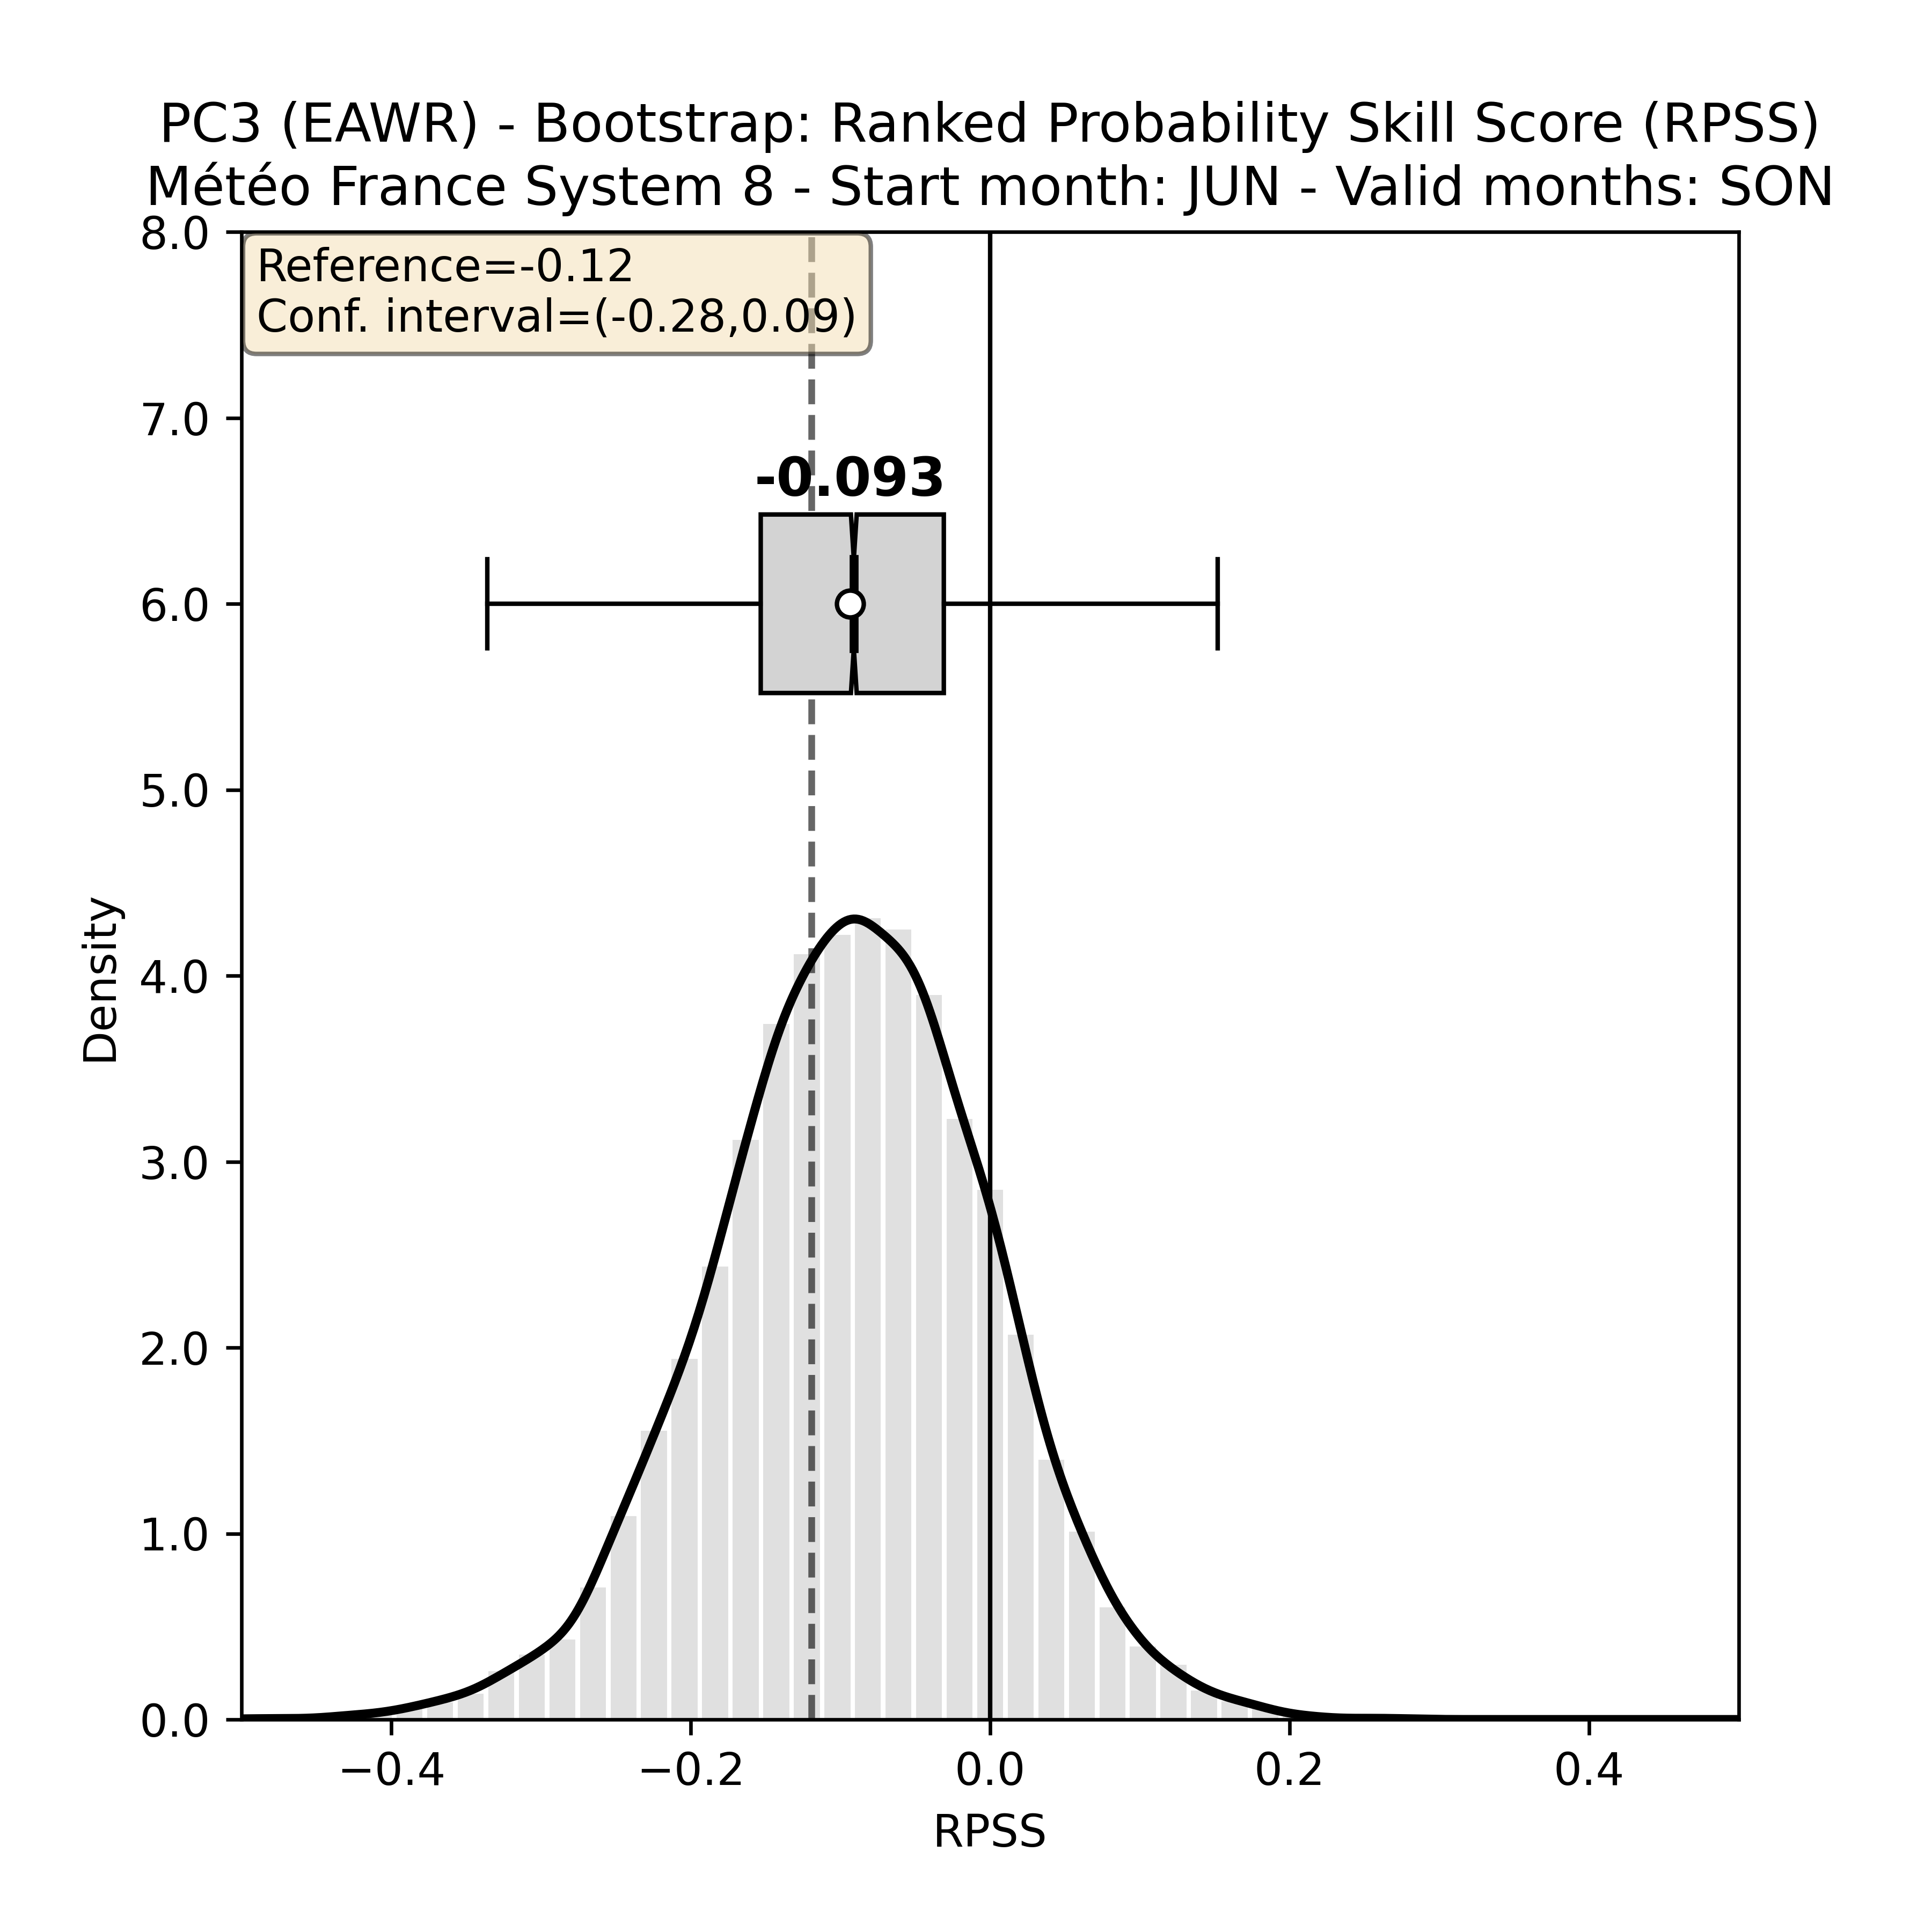 PC3 (EAWR) - Bootstrap: Ranked Probability Skill Score (RPSS)
Météo France System 8 - Start month: JUN - Valid months: SON
Reference=-0.12
Conf. interval=(-0.28,0.09)
-0.093
8.0
7.0
6.0
5.0
4.0
3.0
2.0
1.0
0.0
Density
−0.4
−0.2
0.0
0.2
0.4
RPSS